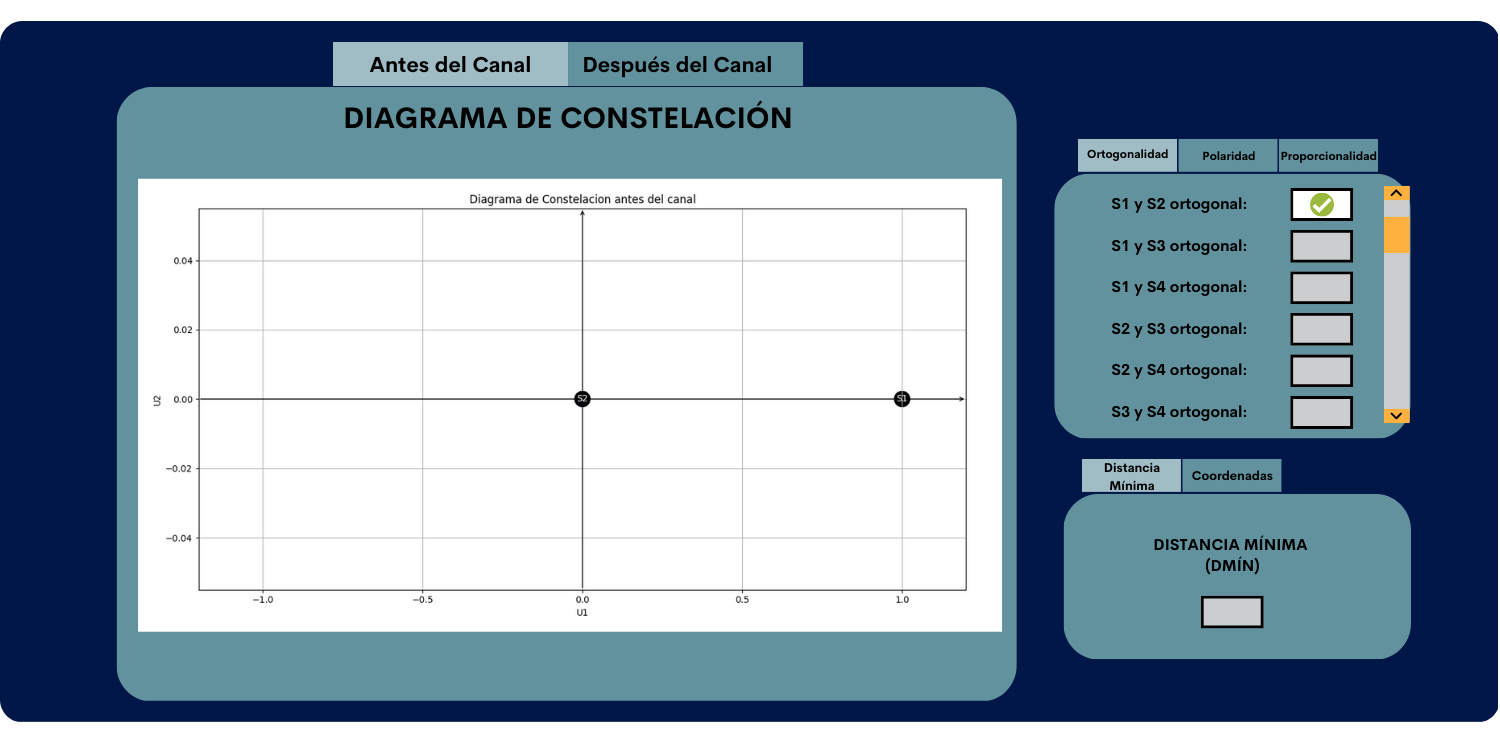 Antes del Canal
Después del Canal
DIAGRAMA DE CONSTELACIÓN
Diagrama de Constelacion antes del canal
0.04
0.02
0.00
−0.02
−0.04
U2
S2
S1
−1.0
−0.5
0.0
0.5
1.0
U1
Ortogonalidad
Polaridad
Proporcionalidad
S1 y S2 ortogonal:
S1 y S3 ortogonal:
S1 y S4 ortogonal:
S2 y S3 ortogonal:
S2 y S4 ortogonal:
S3 y S4 ortogonal:
Distancia
Mínima
Coordenadas
DISTANCIA MÍNIMA
(DMÍN)